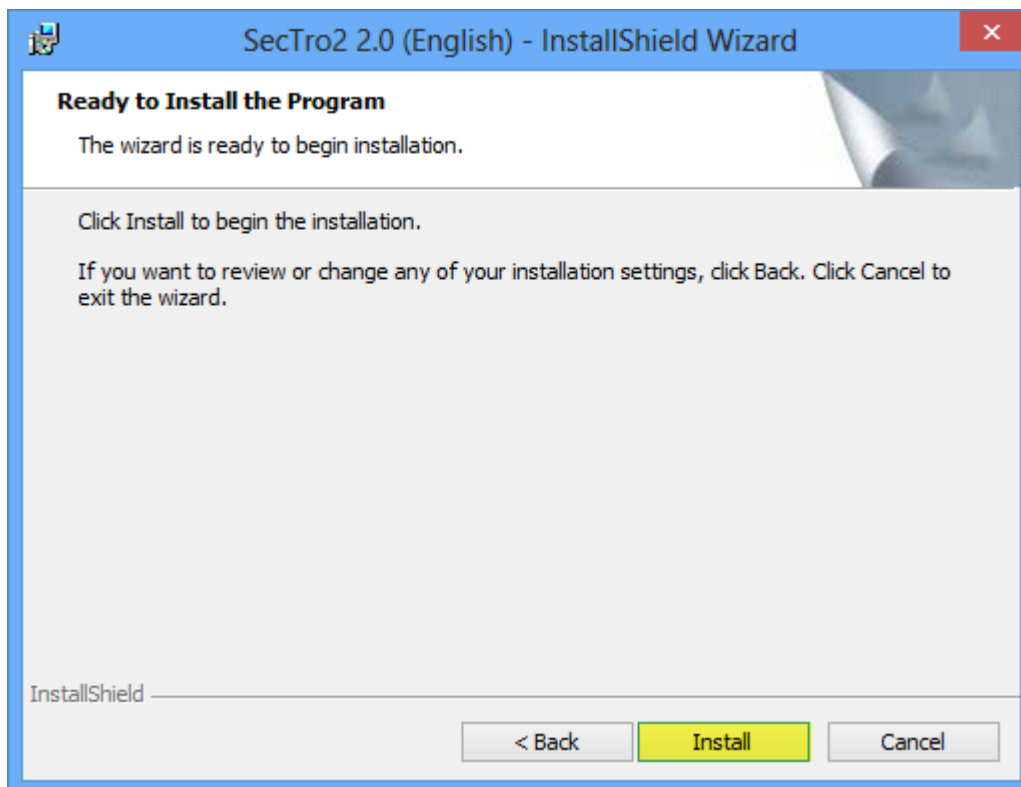 SecTro2 2.0 (English) - InstallShield Wizard
×
Ready to Install the Program
The wizard is ready to begin installation.
Click Install to begin the installation.
If you want to review or change any of your installation settings, click Back. Click Cancel to
exit the wizard.
InstallShield
< Back
Install
Cancel